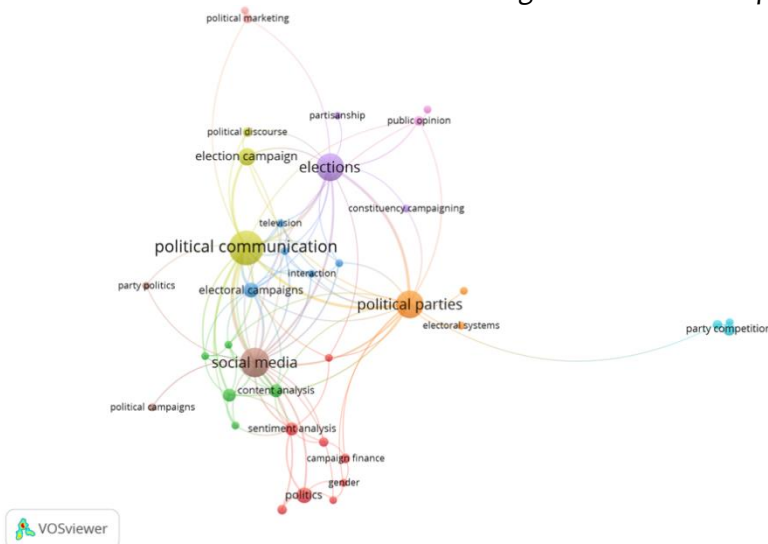 political marketing
partisanship
public opinion
political discourse
election campaign
elections
constituency campaigning
television
political communication
interaction
party politics
electoral campaigns
political parties
electoral systems
party competition
social media
content analysis
political campaigns
sentiment analysis
campaign finance
gender
politics
VOSviewer